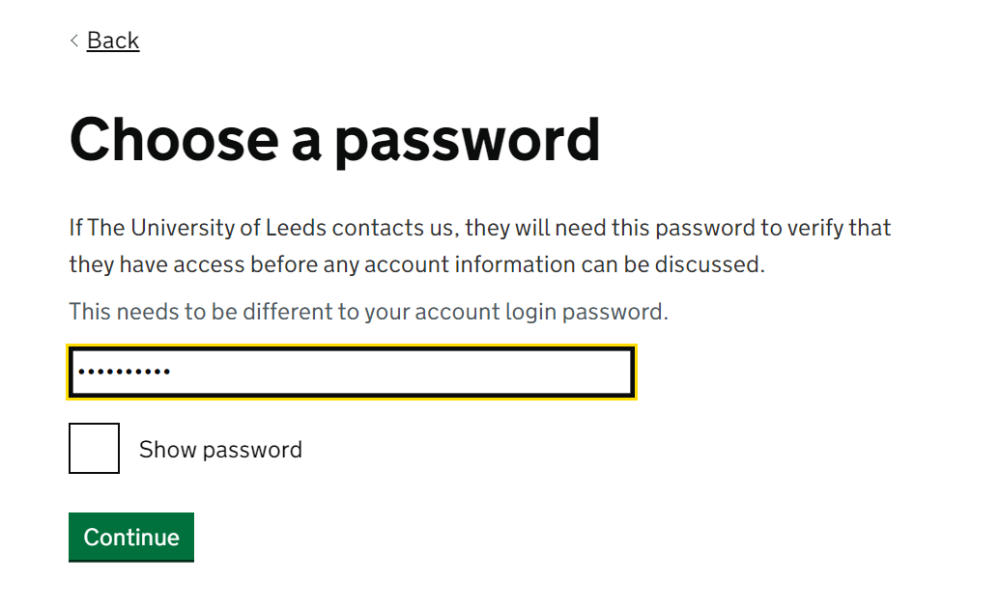 Back
Choose a password
If The University of Leeds contacts us, they will need this password to verify that
they have access before any account information can be discussed.
This needs to be different to your account login password.
••••••••••
Show password
Continue